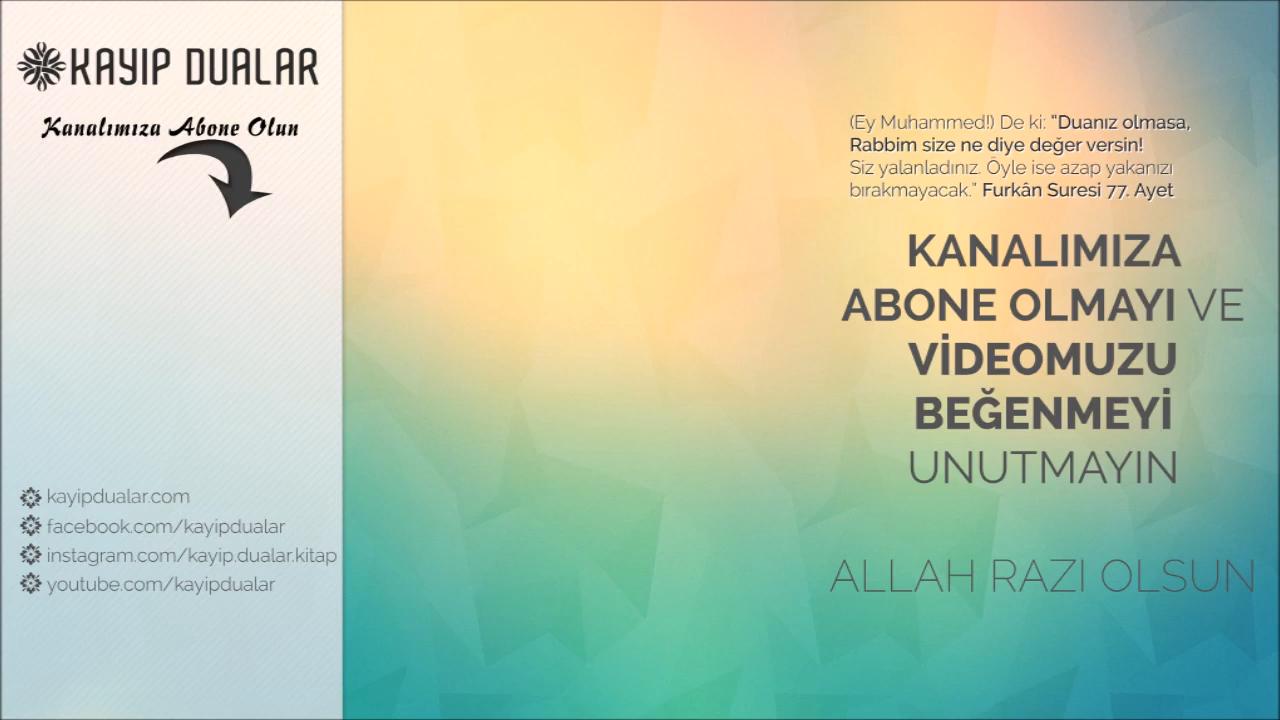 KAYIP DUALAR
Kanalımıza Abone Olun
kayipdualar.com
facebook.com/kayipdualar
instagram.com/kayip.dualar.kitap
youtube.com/kayipdualar
(Ey Muhammed!) De ki: "Duanız olmasa,
Rabbim size ne diye değer versin!
Siz yalanladınız. Öyle ise azap yakanızı
bırakmayacak." Furkân Suresi 77. Ayet
KANALIMIZA
ABONE OLMAYI VE
VİDEOMUZU
BEĞENMEYİ
UNUTMAYIN
ALLAH RAZI OLSUN